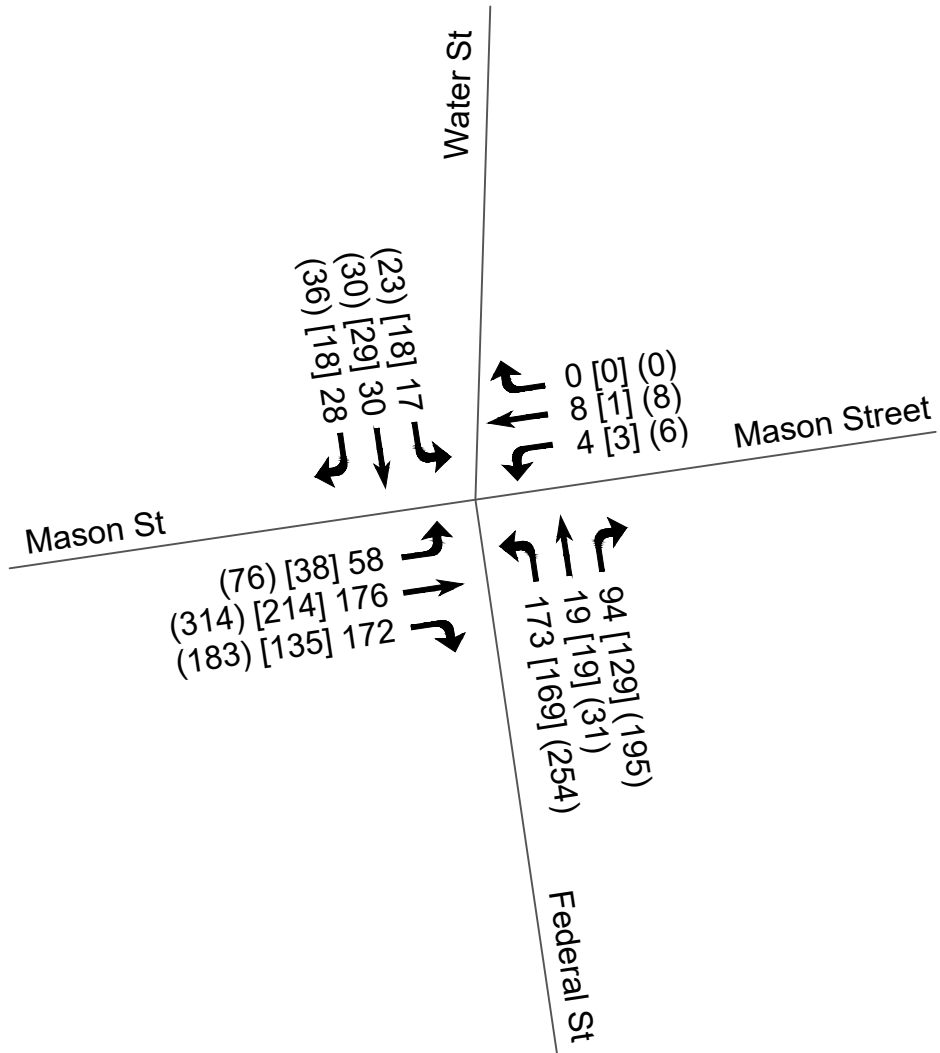 Water St
(23) [18] 17
(30) [29] 30
(36) [18] 28
0 [0] (0)
8 [1] (8)
4 [3] (6)
Mason Street
Mason St
(76) [38] 58
(314) [214] 176
(183) [135] 172
94 [129] (195)
19 [19] (31)
173 [169] (254)
Federal St